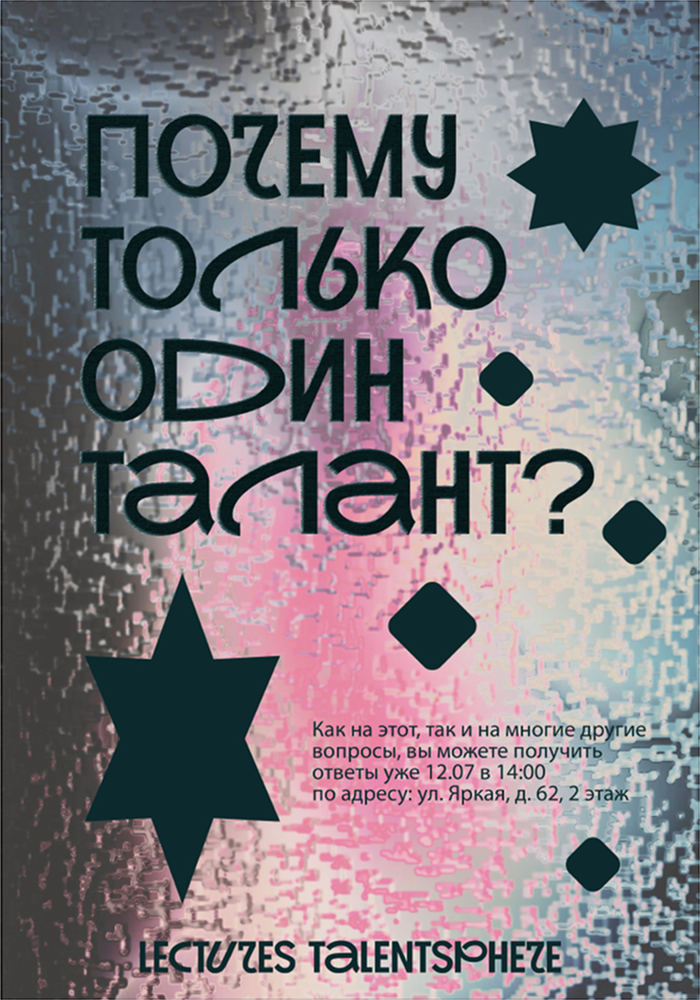 ПОЧЕМУ
ТОЛЬКО
ОДИН
ТАЛАНТ?
Как на этот, так и на многие другие
вопросы, вы можете получить
ответы уже 12.07 в 14:00
по адресу: ул. Яркая, д. 62, 2 этаж
LECTURES TALENTSPHERE